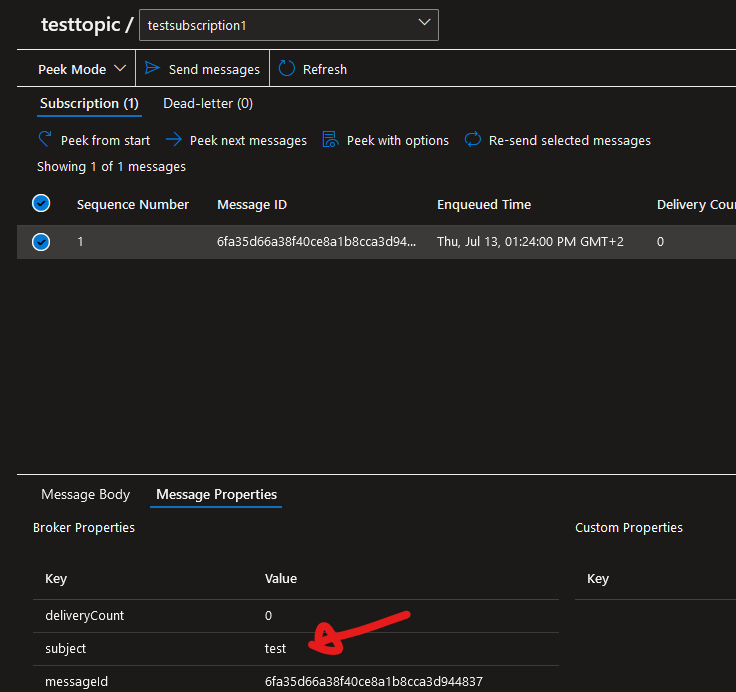 testtopic / testsubscription1
Peek Mode Send messages Refresh
Subscription (1) Dead-letter (0)
Peek from start Peek next messages Peek with options Re-send selected messages
Showing 1 of 1 messages
Sequence Number Message ID Enqueued Time Delivery Cou
1 6fa35d66a38f40ce8a1b8cca3d94... Thu, Jul 13, 01:24:00 PM GMT+2 0
Message Body Message Properties
Broker Properties Custom Properties
Key Value Key
deliveryCount 0
subject test
messageId 6fa35d66a38f40ce8a1b8cca3d944837